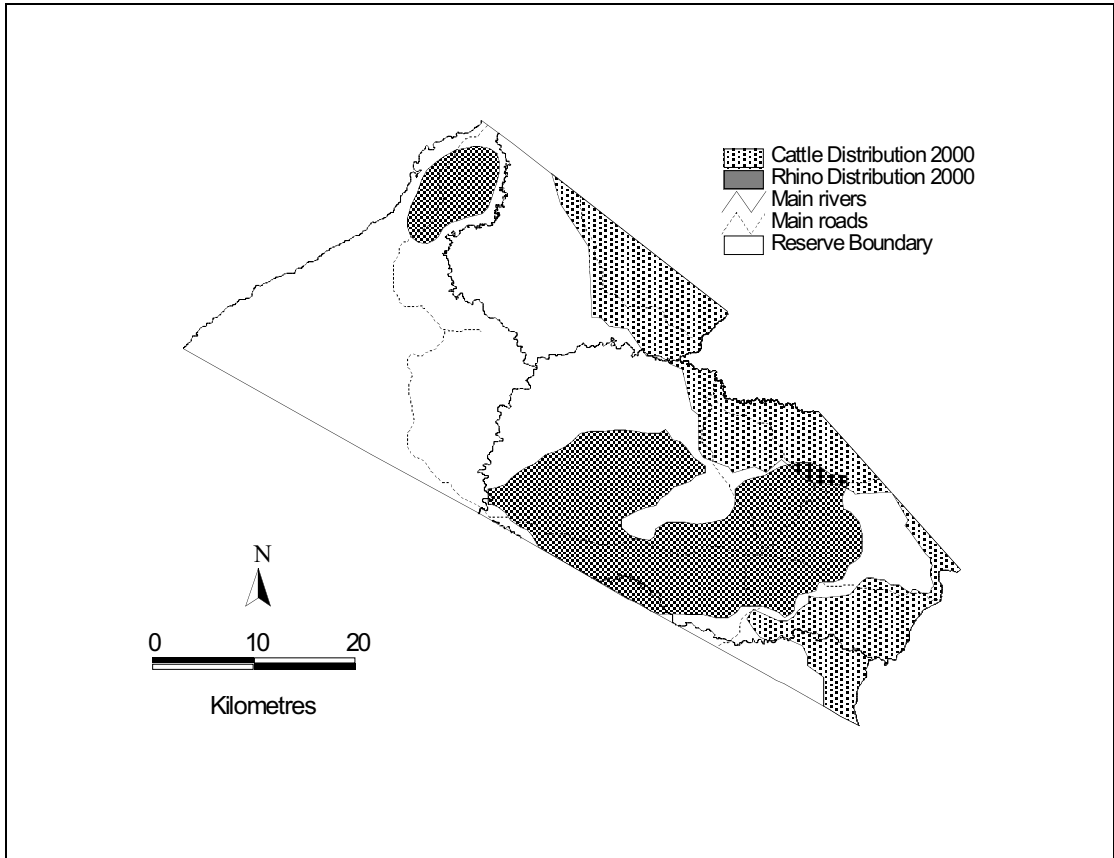 Cattle Distribution 2000
Rhino Distribution 2000
Main rivers
Main roads
Reserve Boundary
N
0 10 20
Kilometres